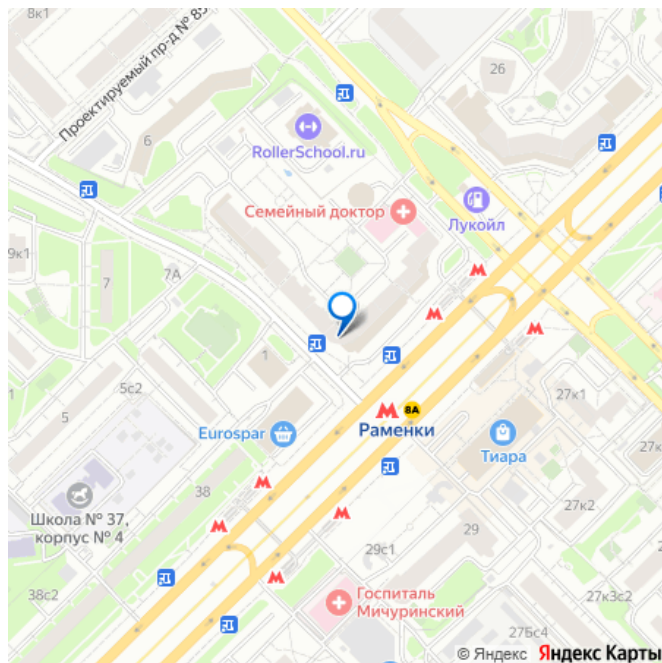 8к1
Проектируемый пр-д № 85
26
6
RollerSchool.ru
Семейный доктор
Лукойл
9к1
7А
7
1
5с2
5
8А
Раменки
27к1
Eurospar
Тиара
27к
38
27к2
Школа № 37,
корпус № 4
29
29с1
38с2
Госпиталь
Мичуринский
27к3с2
27Бс4
© Яндекс Яндекс Карты